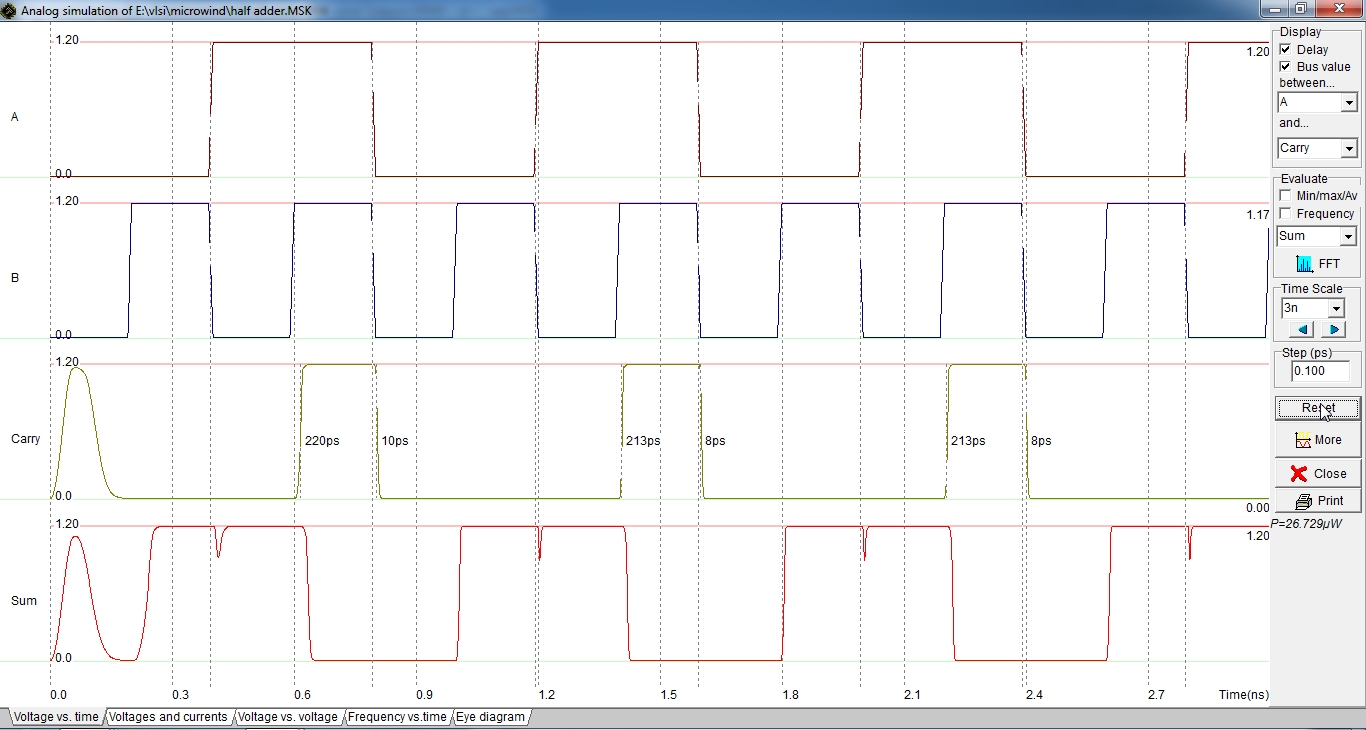 Analog simulation of E:\vlsi\microwind\half adder.MSK
1.20
1.20
A
0.0
1.20
1.17
B
0.0
1.20
Carry
220ps
10ps
213ps
8ps
213ps
8ps
0.0
0.00
1.20
1.20
Sum
0.0
0.0
0.3
0.6
0.9
1.2
1.5
1.8
2.1
2.4
2.7
Time(ns)
Display
Delay
Bus value
between...
A
and...
Carry
Evaluate
Min/max/Av
Frequency
Sum
FFT
Time Scale
3n
Step (ps)
0.100
Reset
More
Close
Print
P=26.729µW
Voltage vs. time
Voltages and currents
Voltage vs. voltage
Frequency vs.time
Eye diagram